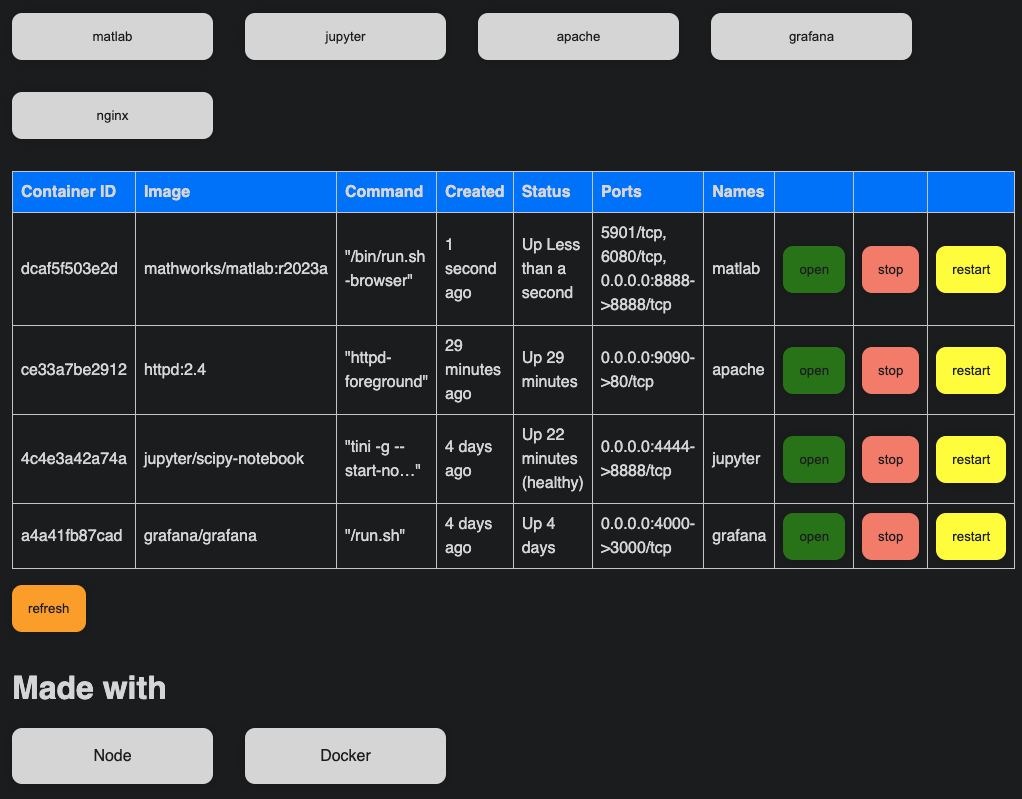 matlab
jupyter
apache
grafana
nginx
Container ID Image Command Created Status Ports Names
dcaf5f503e2d mathworks/matlab:r2023a "/bin/run.sh -browser" 1 second ago Up Less than a second 5901/tcp, 6080/tcp, 0.0.0.0:8888->8888/tcp matlab open stop restart
ce33a7be2912 httpd:2.4 "httpd-foreground" 29 minutes ago Up 29 minutes 0.0.0.0:9090->80/tcp apache open stop restart
4c4e3a42a74a jupyter/scipy-notebook "tini -g -- start-no…" 4 days ago Up 22 minutes (healthy) 0.0.0.0:4444->8888/tcp jupyter open stop restart
a4a41fb87cad grafana/grafana "/run.sh" 4 days ago Up 4 days 0.0.0.0:4000->3000/tcp grafana open stop restart
refresh
Made with
Node
Docker